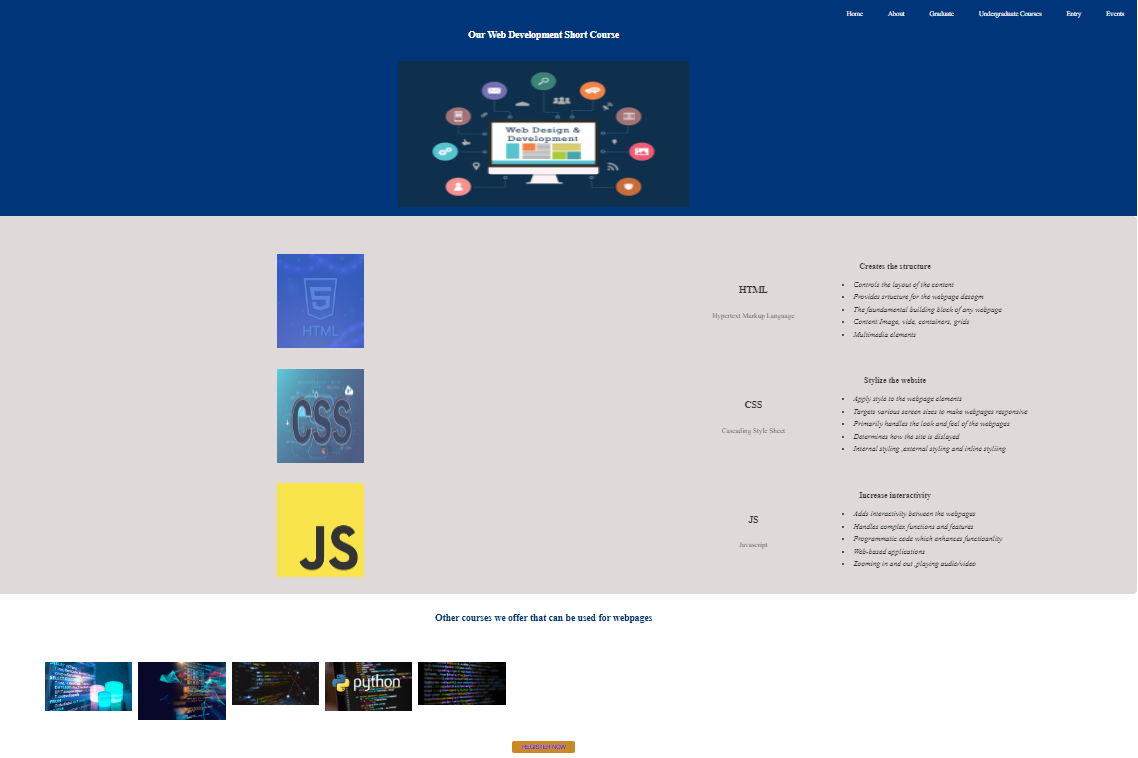 Home About Graduate Undergraduate Courses Entry Events
Our Web Development Short Course
Web Design &
Development
HTML
HTML
Hypertext Markup Language
Creates the structure
Controls the layout of the content
Provides srtucture for the webpage desogm
The faundamental building block of any webpage
Content:Image, vide, containers, grids
Multimedia elements
CSS
CSS
Cascading Style Sheet
Stylize the website
Apply style to the webpage elements
Targets various screen sizes to make webpages responsive
Primarily handles the look and feel of the webpages
Determines how the site is dislayed
Internal styling ,external styling and inline styliing
JS
JS
Javascript
Increase interactivity
Adds interactivity between the webpages
Handles complex functions and features
Programmatic code which enhances functioanlity
Web-based applications
Zooming in and out ,playing audio/video
Other courses we offer that can be used for webpages
python
REGISTER NOW